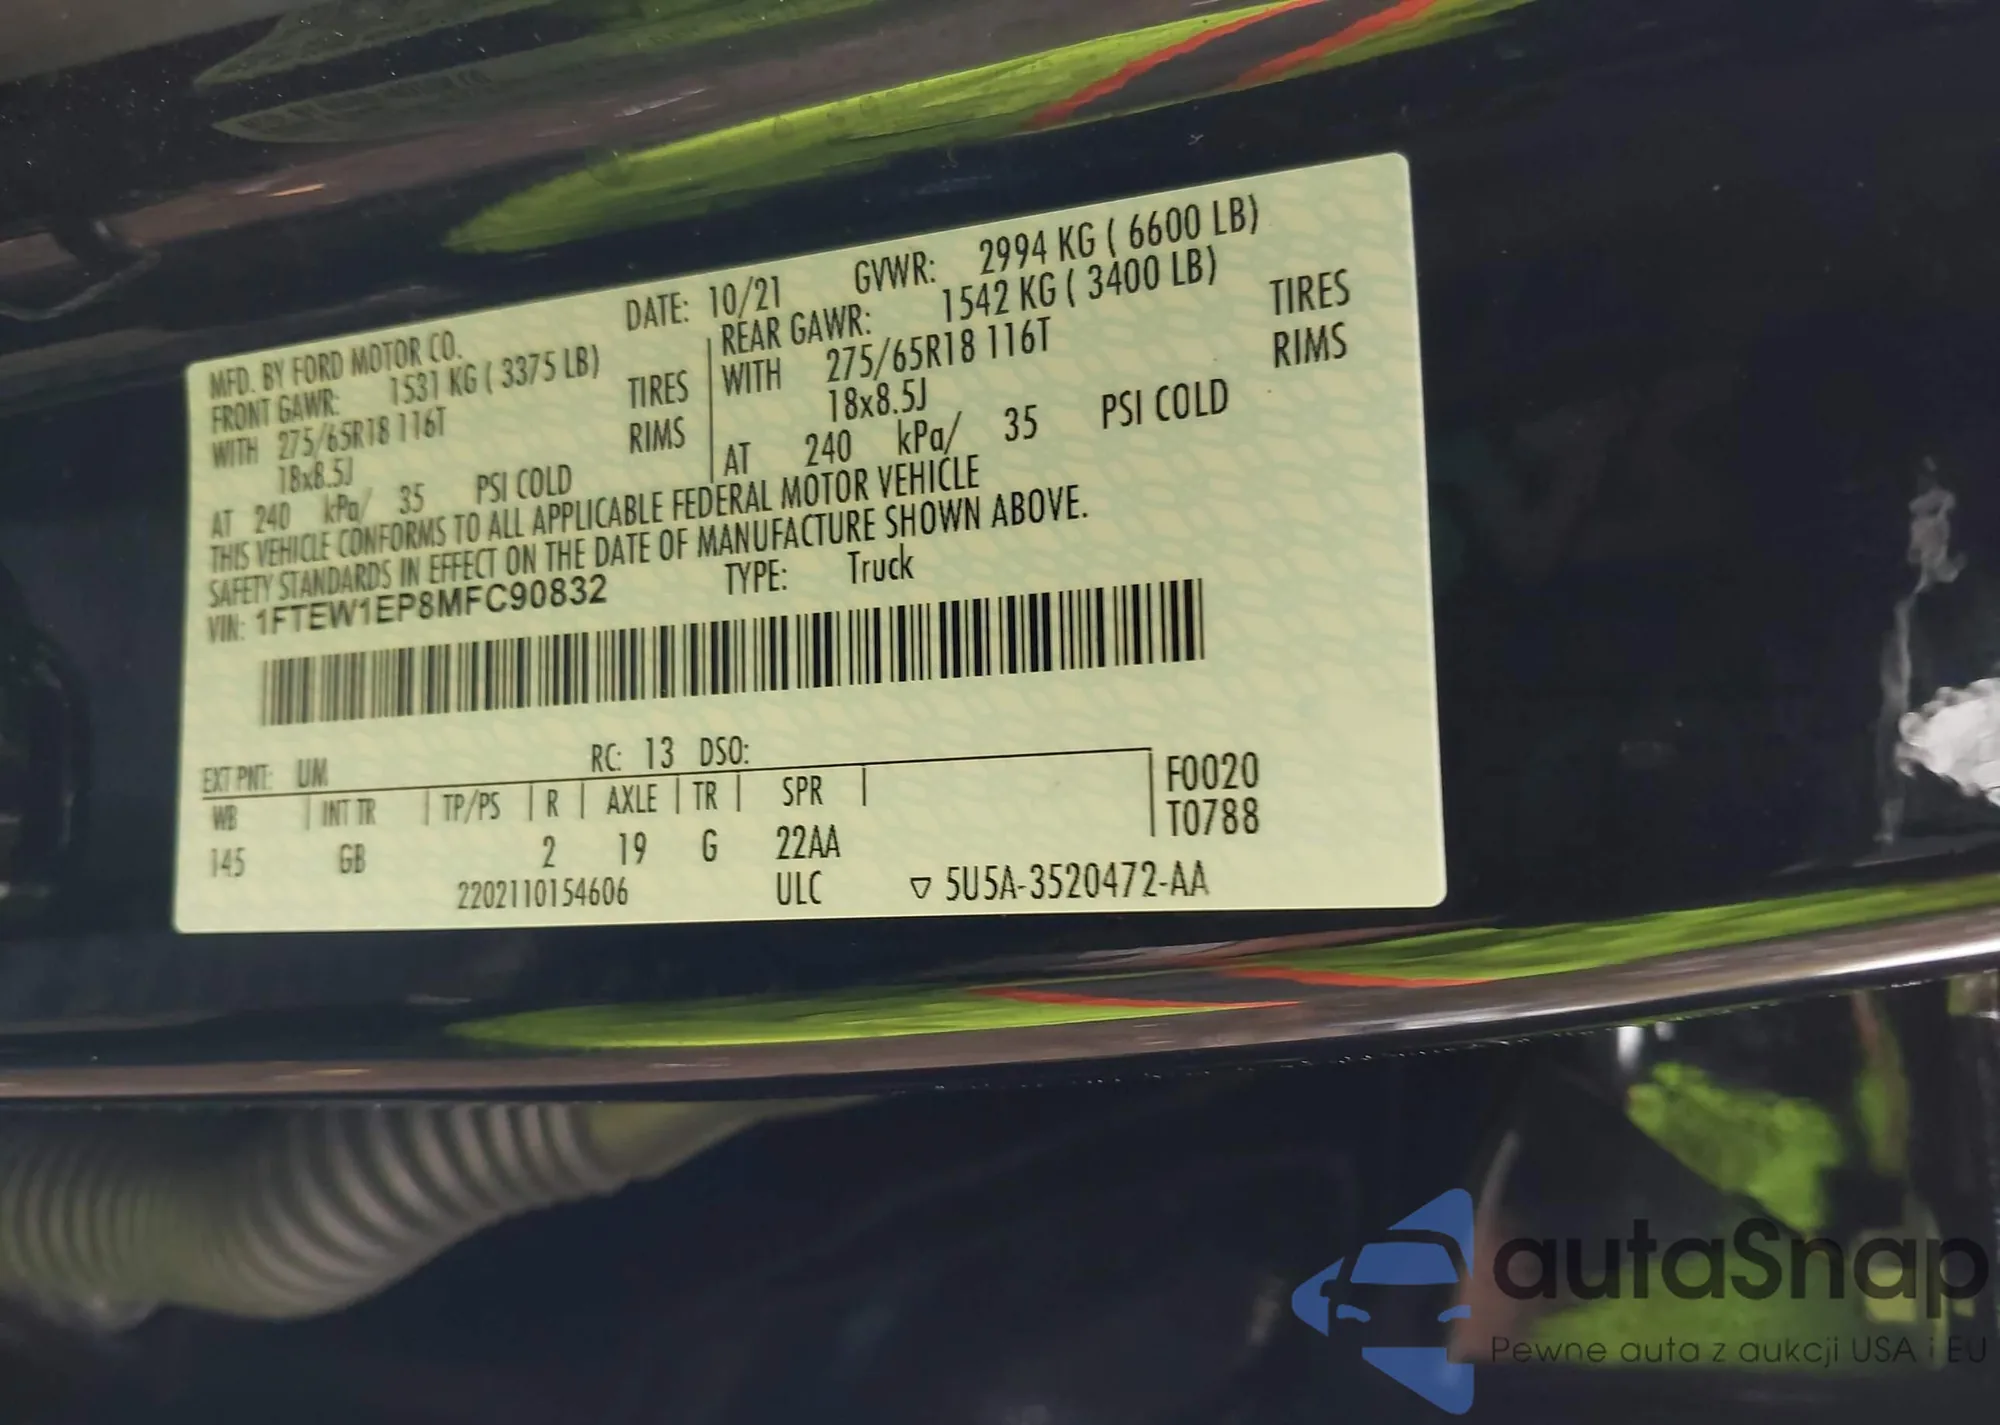 MFD. BY FORD MOTOR CO. DATE: 10/21 GVWR: 2994 KG ( 6600 LB)
FRONT GAWR: 1531 KG ( 3375 LB) REAR GAWR: 1542 KG ( 3400 LB)
WITH 275/65R18 116T TIRES WITH 275/65R18 116T TIRES
18x8.5J RIMS 18x8.5J RIMS
AT 240 kPa/ 35 PSI COLD AT 240 kPa/ 35 PSI COLD
THIS VEHICLE CONFORMS TO ALL APPLICABLE FEDERAL MOTOR VEHICLE
SAFETY STANDARDS IN EFFECT ON THE DATE OF MANUFACTURE SHOWN ABOVE.
VIN: 1FTEW1EP8MFC90832 TYPE: Truck
EXT PNT: UM RC: 13 DSO:
WB INT TR TP/PS R AXLE TR SPR F0020
T0788
145 GB 2 19 G 22AA
2202110154606 ULC ▽ 5U5A-3520472-AA
autaSnap
Pewne auta z aukcji USA i EU